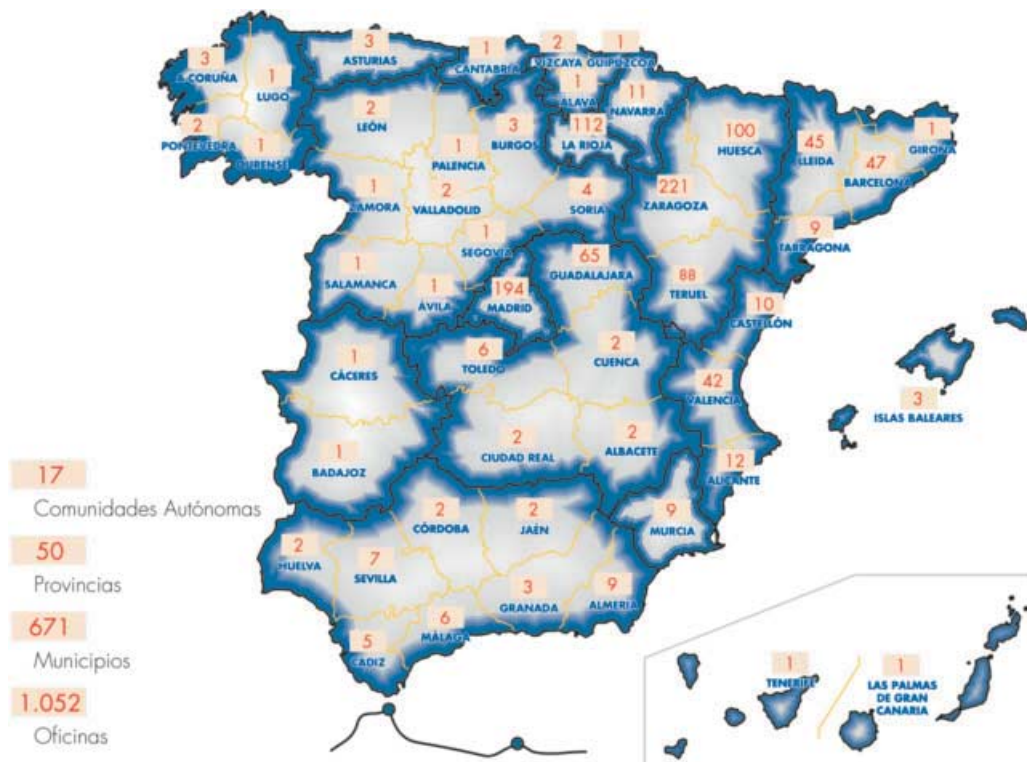 3
ASTURIAS
1
CANTABRIA
2
VIZCAYA
1
GUIPÚZCOA
3
A CORUÑA
1
LUGO
1
ALAVA
11
NAVARRA
2
LEÓN
3
BURGOS
112
LA RIOJA
100
HUESCA
45
LLEIDA
1
GIRONA
47
BARCELONA
2
PONTEVEDRA
1
OURENSE
1
PALENCIA
1
ZAMORA
2
VALLADOLID
4
SORIA
221
ZARAGOZA
9
TARRAGONA
1
SEGOVIA
65
GUADALAJARA
1
SALAMANCA
1
ÁVILA
194
MADRID
88
TERUEL
10
CASTELLÓN
1
CÁCERES
6
TOLEDO
2
CUENCA
42
VALENCIA
3
ISLAS BALEARES
1
BADAJOZ
2
CIUDAD REAL
2
ALBACETE
12
ALICANTE
2
CÓRDOBA
2
JAÉN
9
MURCIA
2
HUELVA
7
SEVILLA
3
GRANADA
9
ALMERIA
6
MÁLAGA
5
CADIZ
1
TENERIFE
1
LAS PALMAS
DE GRAN
CANARIA
17
Comunidades Autónomas
50
Provincias
671
Municipios
1.052
Oficinas